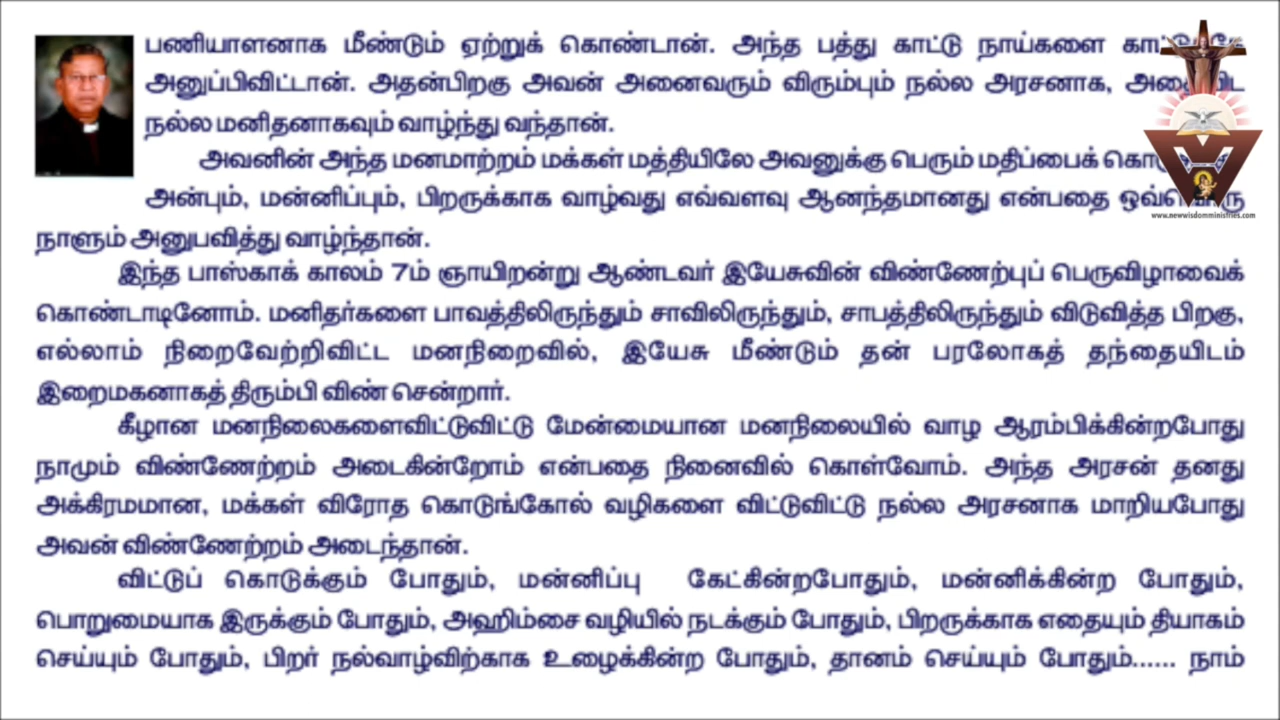 பணியாளனாக மீண்டும் ஏற்றுக் கொண்டான். அந்த பத்து காட்டு நாய்களை
அனுப்பிவிட்டான். அதன்பிறகு அவன் அனைவரும் விரும்பும் நல்ல அரசனாக,
நல்ல மனிதனாகவும் வாழ்ந்து வந்தான்.
அவனின் அந்த மனமாற்றம் மக்கள் மத்தியிலே அவனுக்கு பெரும் மதிப்பைக்
அன்பும், மன்னிப்பும், பிறருக்காக வாழ்வது எவ்வளவு ஆனந்தமானது என்பதை
www.newwisdomministries.com
நாளும் அனுபவித்து வாழ்ந்தான்.
இந்த பாஸ்காக் காலம் 7ம் ஞாயிறன்று ஆண்டவர் இயேசுவின் விண்ணேற்புப் பெருவிழாவைக்
கொண்டாடினோம். மனிதர்களை பாவத்திலிருந்தும் சாவிலிருந்தும், சாபத்திலிருந்தும் விடுவித்த பிறகு,
எல்லாம் நிறைவேற்றிவிட்ட மனநிறைவில், இயேசு மீண்டும் தன் பரலோகத் தந்தையிடம்
இறைமகனாகத் திரும்பி விண் சென்றார்.
கீழான மனநிலைகளைவிட்டுவிட்டு மேன்மையான மனநிலையில் வாழ ஆரம்பிக்கின்றபோது
நாமும் விண்ணேற்றம் அடைகின்றோம் என்பதை நினைவில் கொள்வோம். அந்த அரசன் தனது
அக்கிரமமான, மக்கள் விரோத கொடுங்கோல் வழிகளை விட்டுவிட்டு நல்ல அரசனாக மாறியபோது
அவன் விண்ணேற்றம் அடைந்தான்.
விட்டுப் கொடுக்கும் போதும், மன்னிப்பு கேட்கின்றபோதும், மன்னிக்கின்ற போதும்,
பொறுமையாக இருக்கும் போதும், அஹிம்சை வழியில் நடக்கும் போதும், பிறருக்காக எதையும் தியாகம்
செய்யும் போதும், பிறர் நல்வாழ்விற்காக உழைக்கின்ற போதும், தானம் செய்யும் போதும்...... நாம்